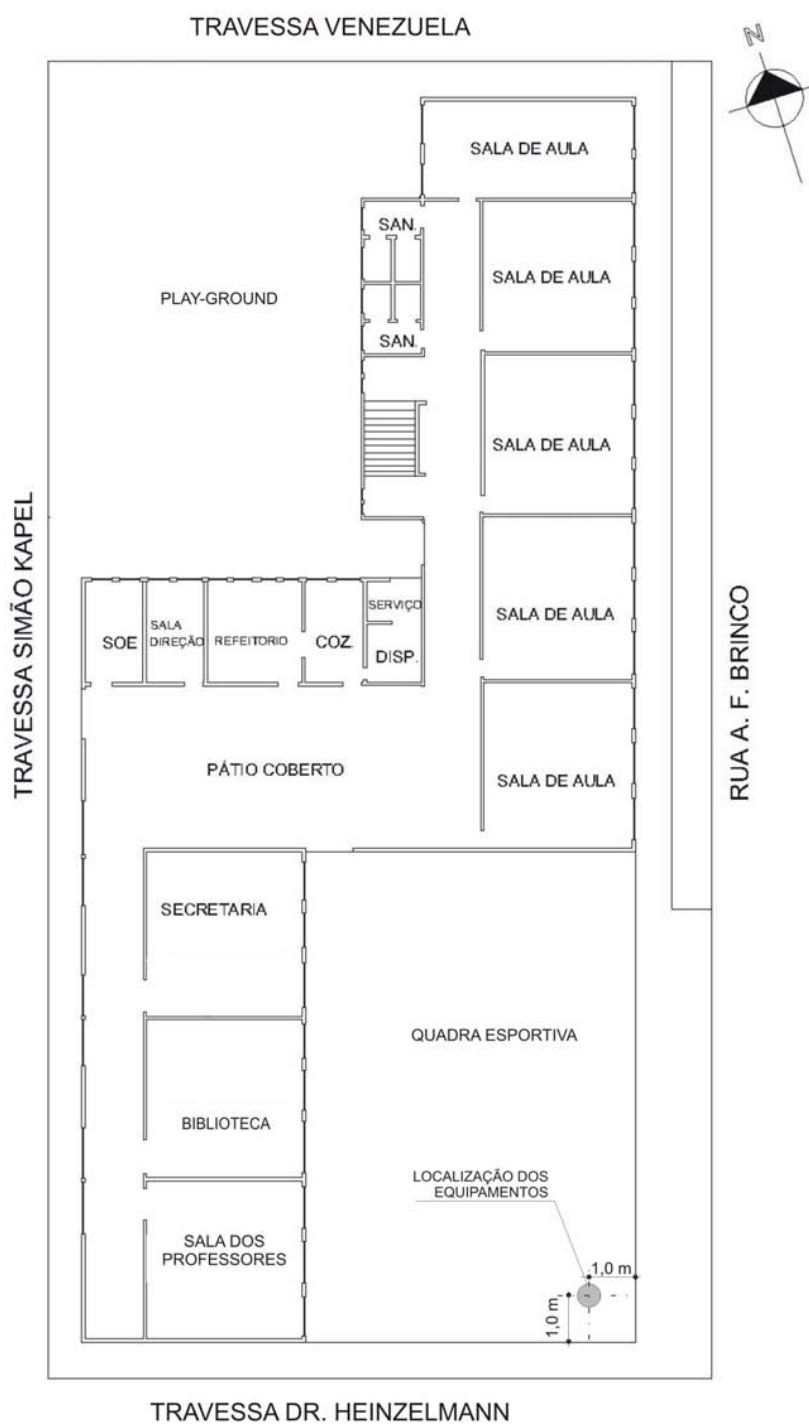 TRAVESSA VENEZUELA
N
SALA DE AULA
SAN.
SALA DE AULA
PLAY-GROUND
SAN.
SALA DE AULA
TRAVESSA SIMÃO KAPEL
RUA A. F. BRINCO
SERVIÇO
SOE
SALA
DIREÇÃO
REFEITORIO
COZ.
DISP.
SALA DE AULA
PÁTIO COBERTO
SALA DE AULA
SECRETARIA
QUADRA ESPORTIVA
BIBLIOTECA
LOCALIZAÇÃO DOS
EQUIPAMENTOS
SALA DOS
PROFESSORES
1,0 m
1,0 m
TRAVESSA DR. HEINZELMANN